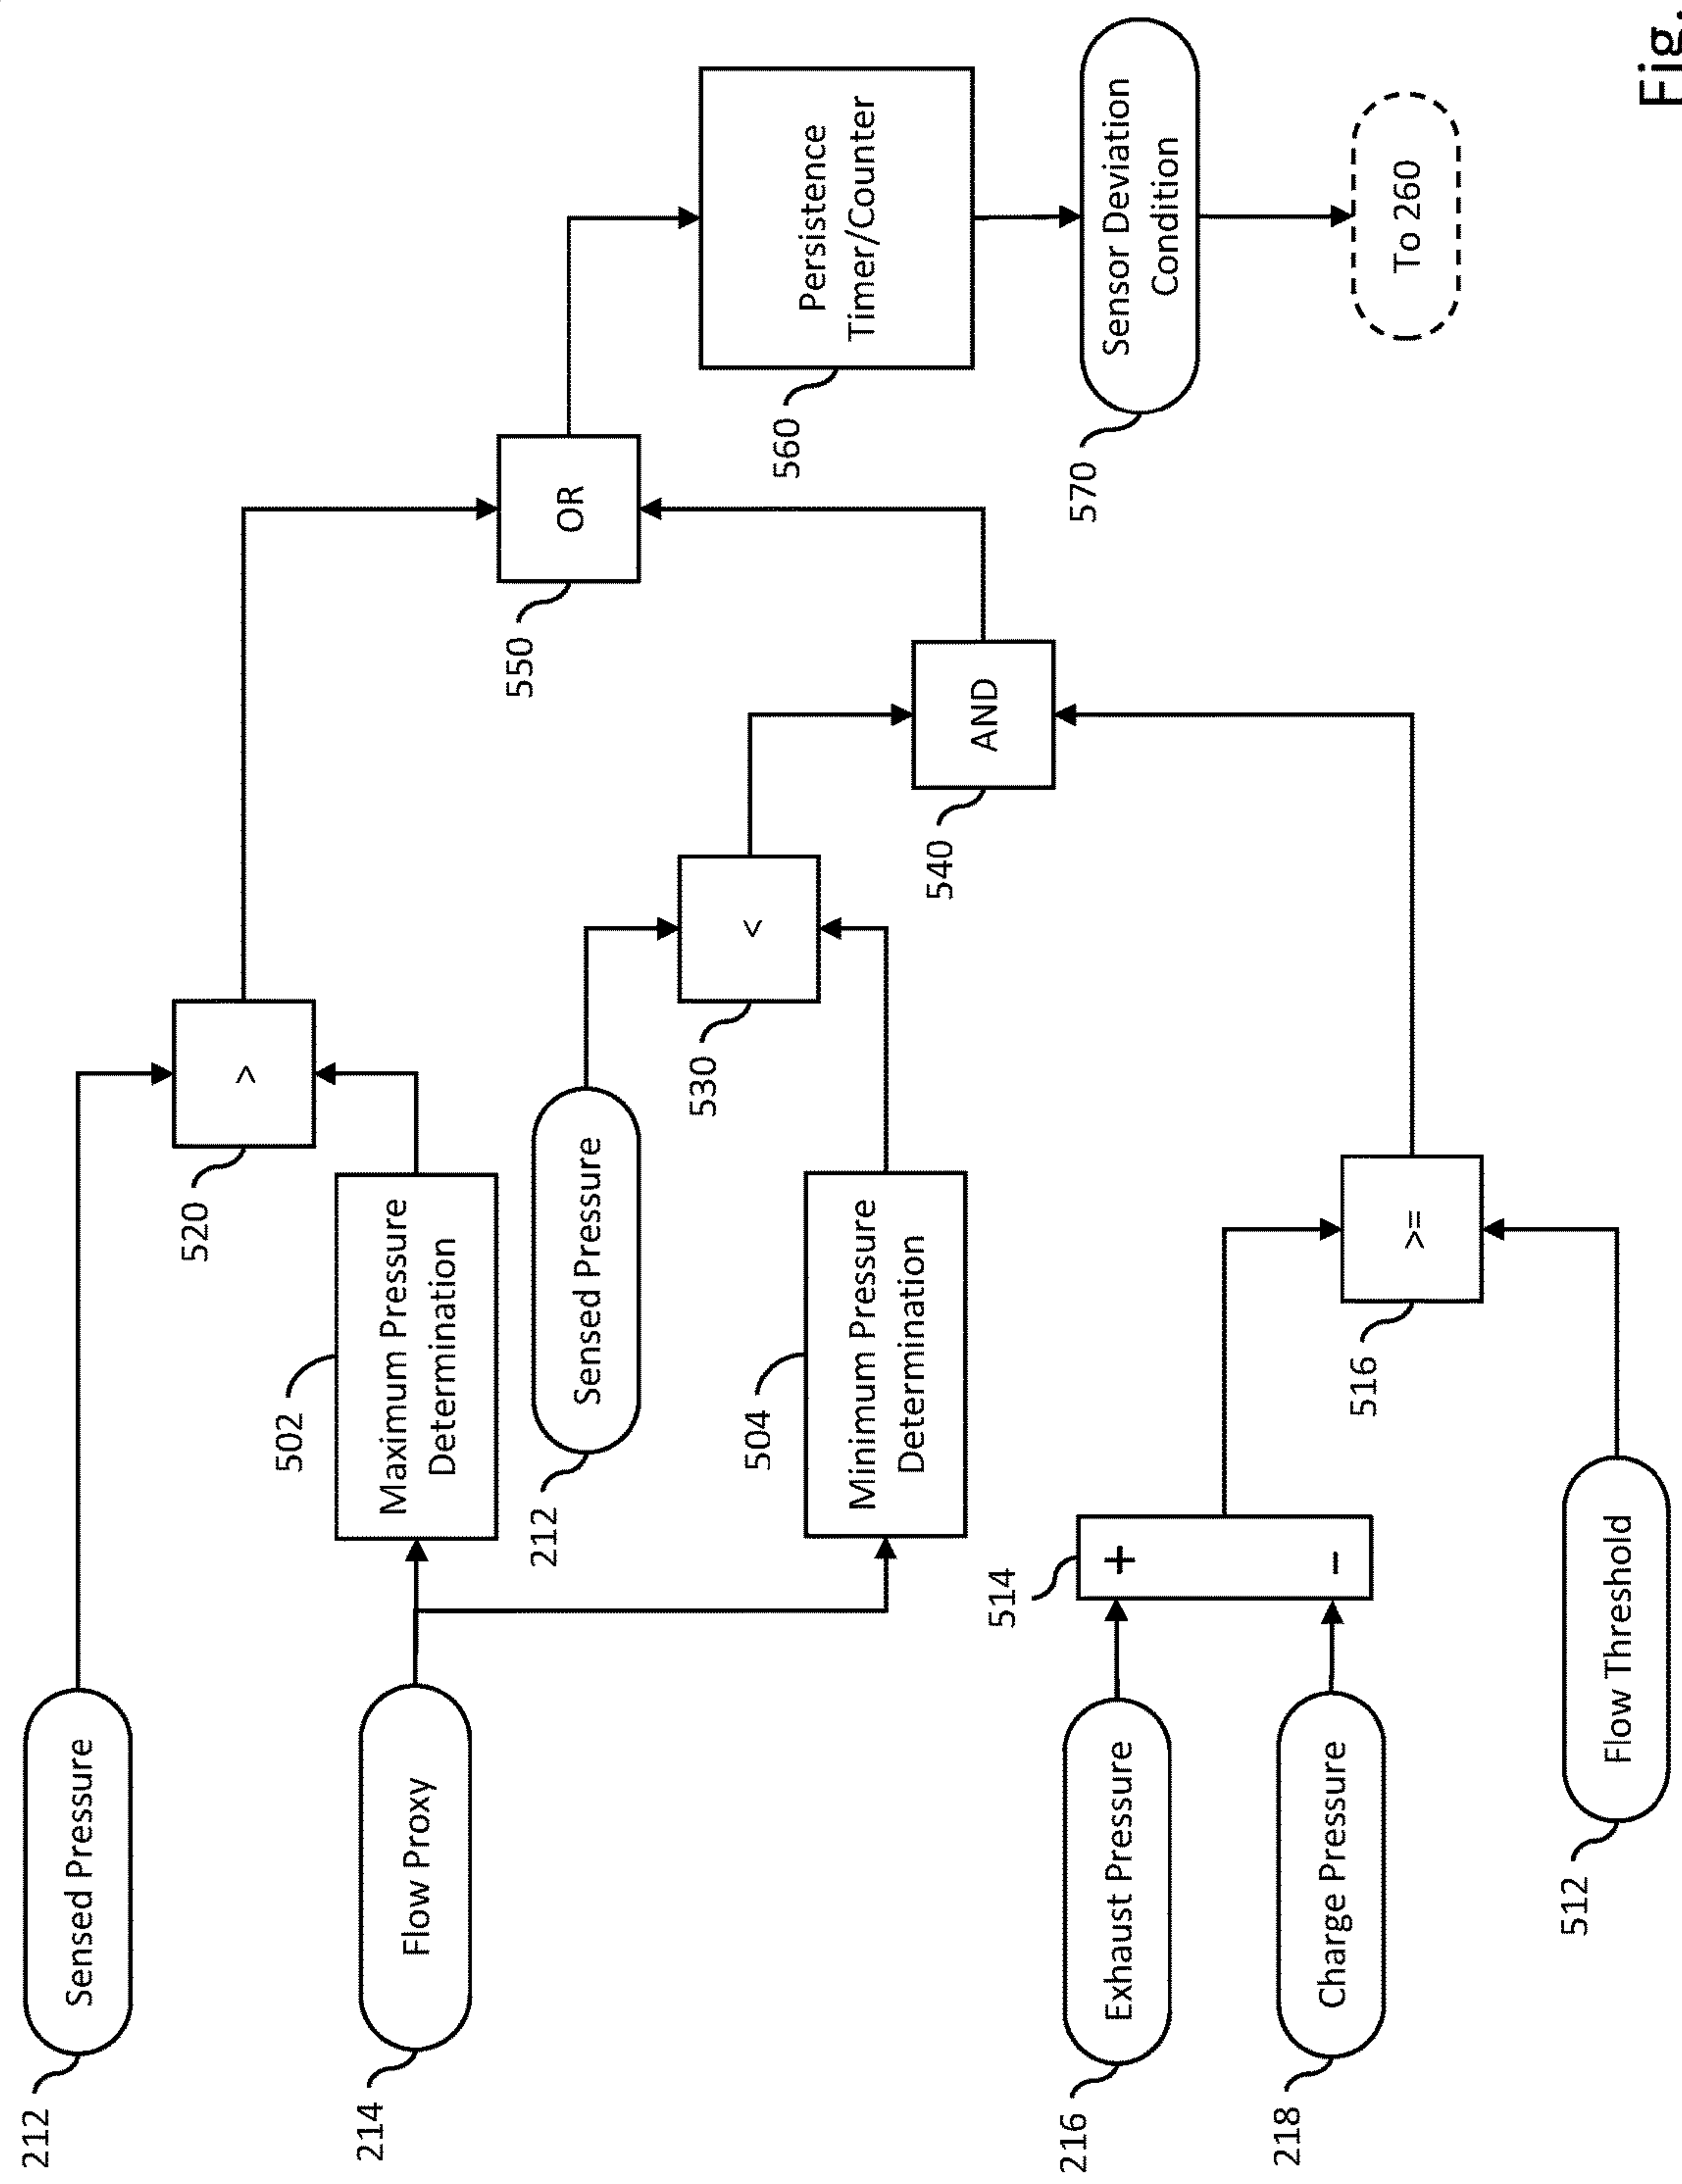 212
Sensed Pressure
214
Flow Proxy
502
Maximum Pressure
Determination
520
>
212
Sensed Pressure
504
Minimum Pressure
Determination
530
<
216
Exhaust Pressure
218
Charge Pressure
514
+
-
512
Flow Threshold
516
>=
540
AND
550
OR
560
Persistence
Timer/Counter
570
Sensor Deviation
Condition
To 260
Fig.